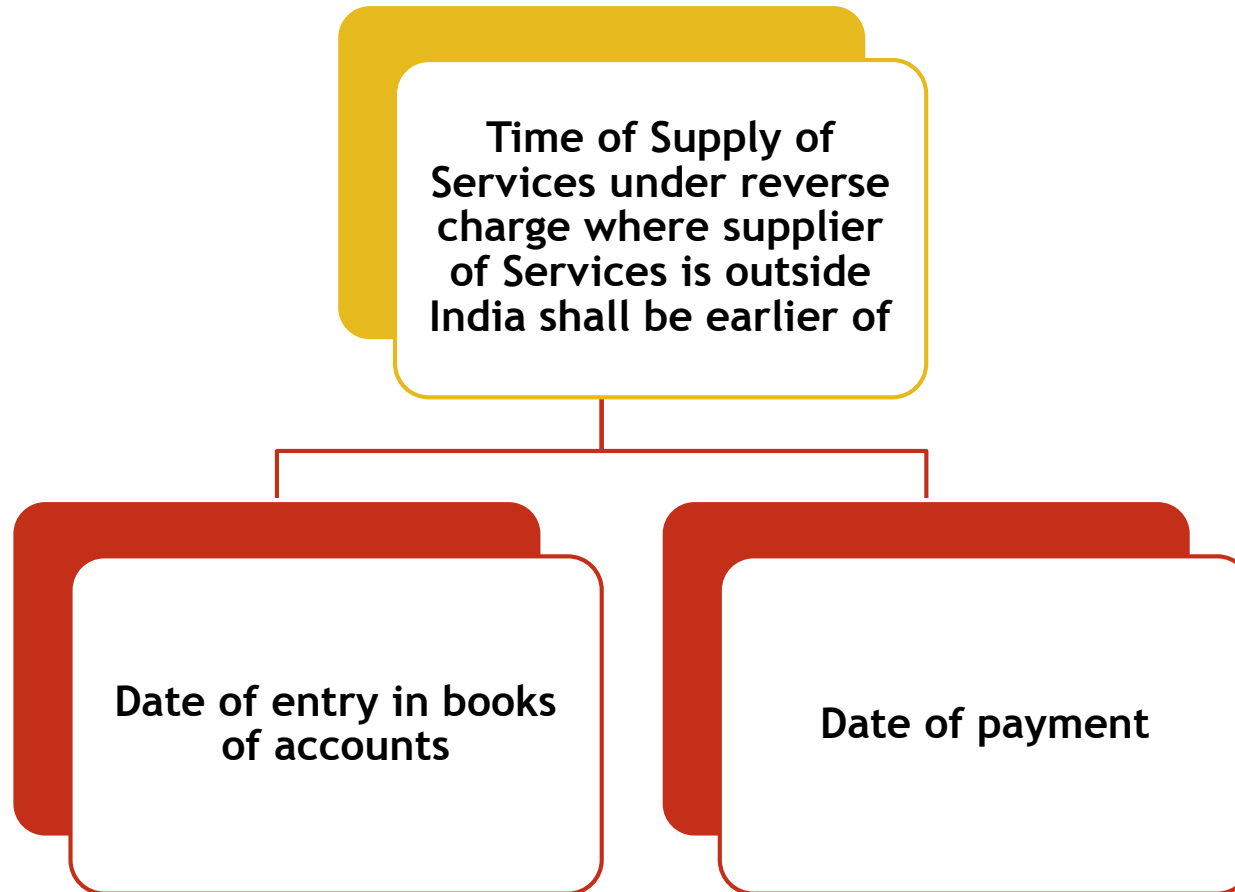 Time of Supply of
Services under reverse
charge where supplier
of Services is outside
India shall be earlier of
Date of entry in books
of accounts
Date of payment